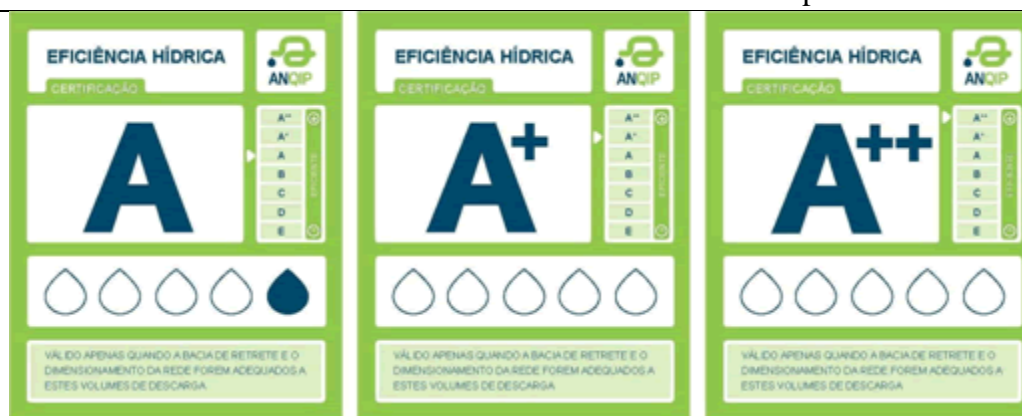 EFICIÊNCIA HÍDRICA
ANQIP
CERTIFICAÇÃO
A
A++
A+
A
B
C
D
E
EFICIENTE
VÁLIDO APENAS QUANDO A BACIA DE RETRETE E O
DIMENSIONAMENTO DA REDE FOREM ADEQUADOS A
ESTES VOLUMES DE DESCARGA
EFICIÊNCIA HÍDRICA
ANQIP
CERTIFICAÇÃO
A+
A++
A+
A
B
C
D
E
EFICIENTE
VÁLIDO APENAS QUANDO A BACIA DE RETRETE E O
DIMENSIONAMENTO DA REDE FOREM ADEQUADOS A
ESTES VOLUMES DE DESCARGA
EFICIÊNCIA HÍDRICA
ANQIP
CERTIFICAÇÃO
A++
A++
A+
A
B
C
D
E
VÁLIDO APENAS QUANDO A BACIA DE RETRETE E O
DIMENSIONAMENTO DA REDE FOREM ADEQUADOS A
ESTES VOLUMES DE DESCARGA